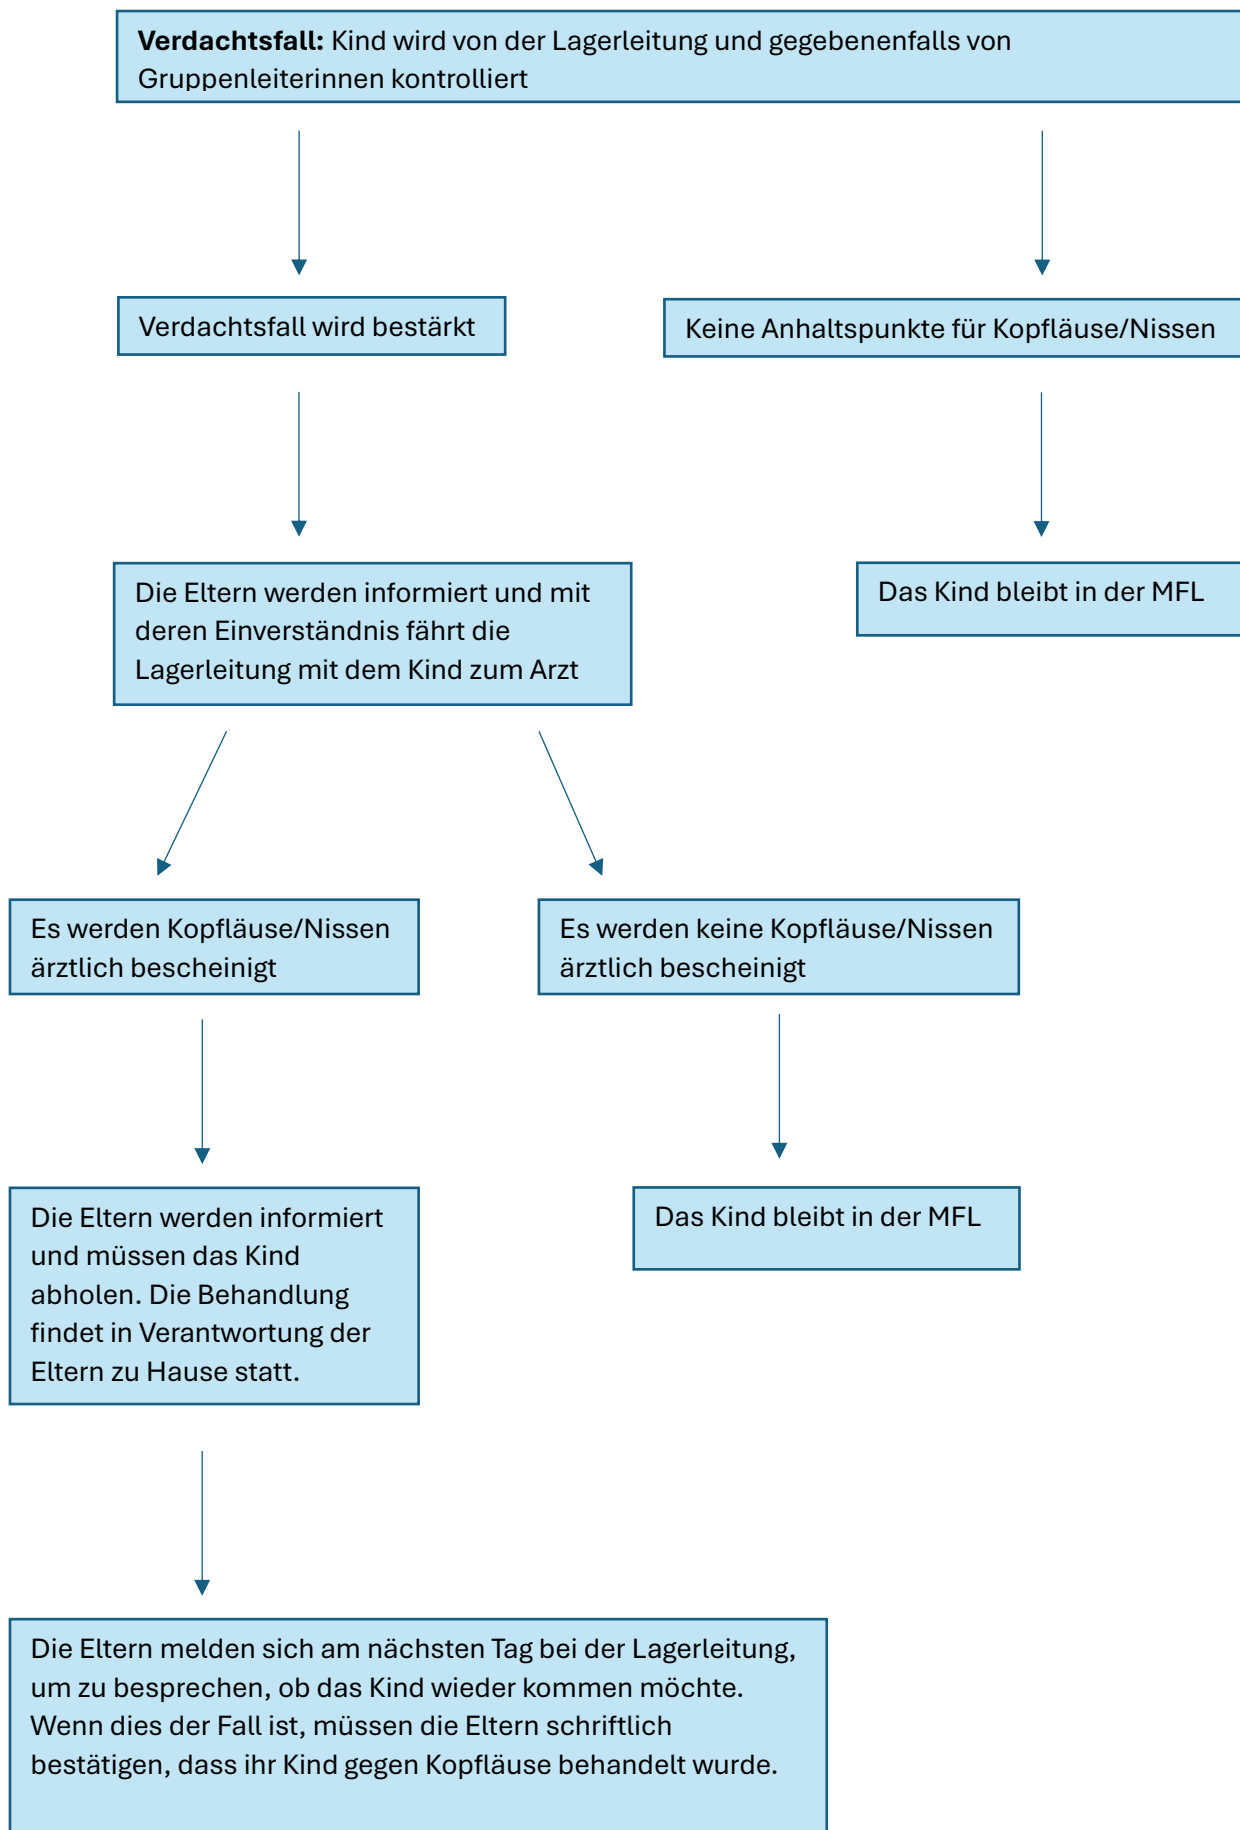 Verdachtsfall: Kind wird von der Lagerleitung und gegebenenfalls von
Gruppenleiterinnen kontrolliert
Verdachtsfall wird bestärkt
Keine Anhaltspunkte für Kopfläuse/Nissen
Die Eltern werden informiert und mit
deren Einverständnis fährt die
Lagerleitung mit dem Kind zum Arzt
Das Kind bleibt in der MFL
Es werden Kopfläuse/Nissen
ärztlich bescheinigt
Es werden keine Kopfläuse/Nissen
ärztlich bescheinigt
Die Eltern werden informiert
und müssen das Kind
abholen. Die Behandlung
findet in Verantwortung der
Eltern zu Hause statt.
Das Kind bleibt in der MFL
Die Eltern melden sich am nächsten Tag bei der Lagerleitung,
um zu besprechen, ob das Kind wieder kommen möchte.
Wenn dies der Fall ist, müssen die Eltern schriftlich
bestätigen, dass ihr Kind gegen Kopfläuse behandelt wurde.